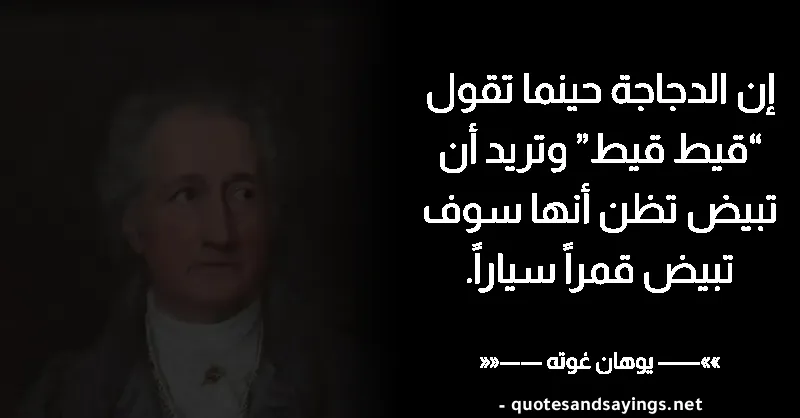 إن الدجاجة حينما تقول
“قيط قيط” وتريد أن
تبيض تظن أنها سوف
تبيض قمراً سياراً.
»»—— يوهان غوته ——««
- quotesandsayings.net